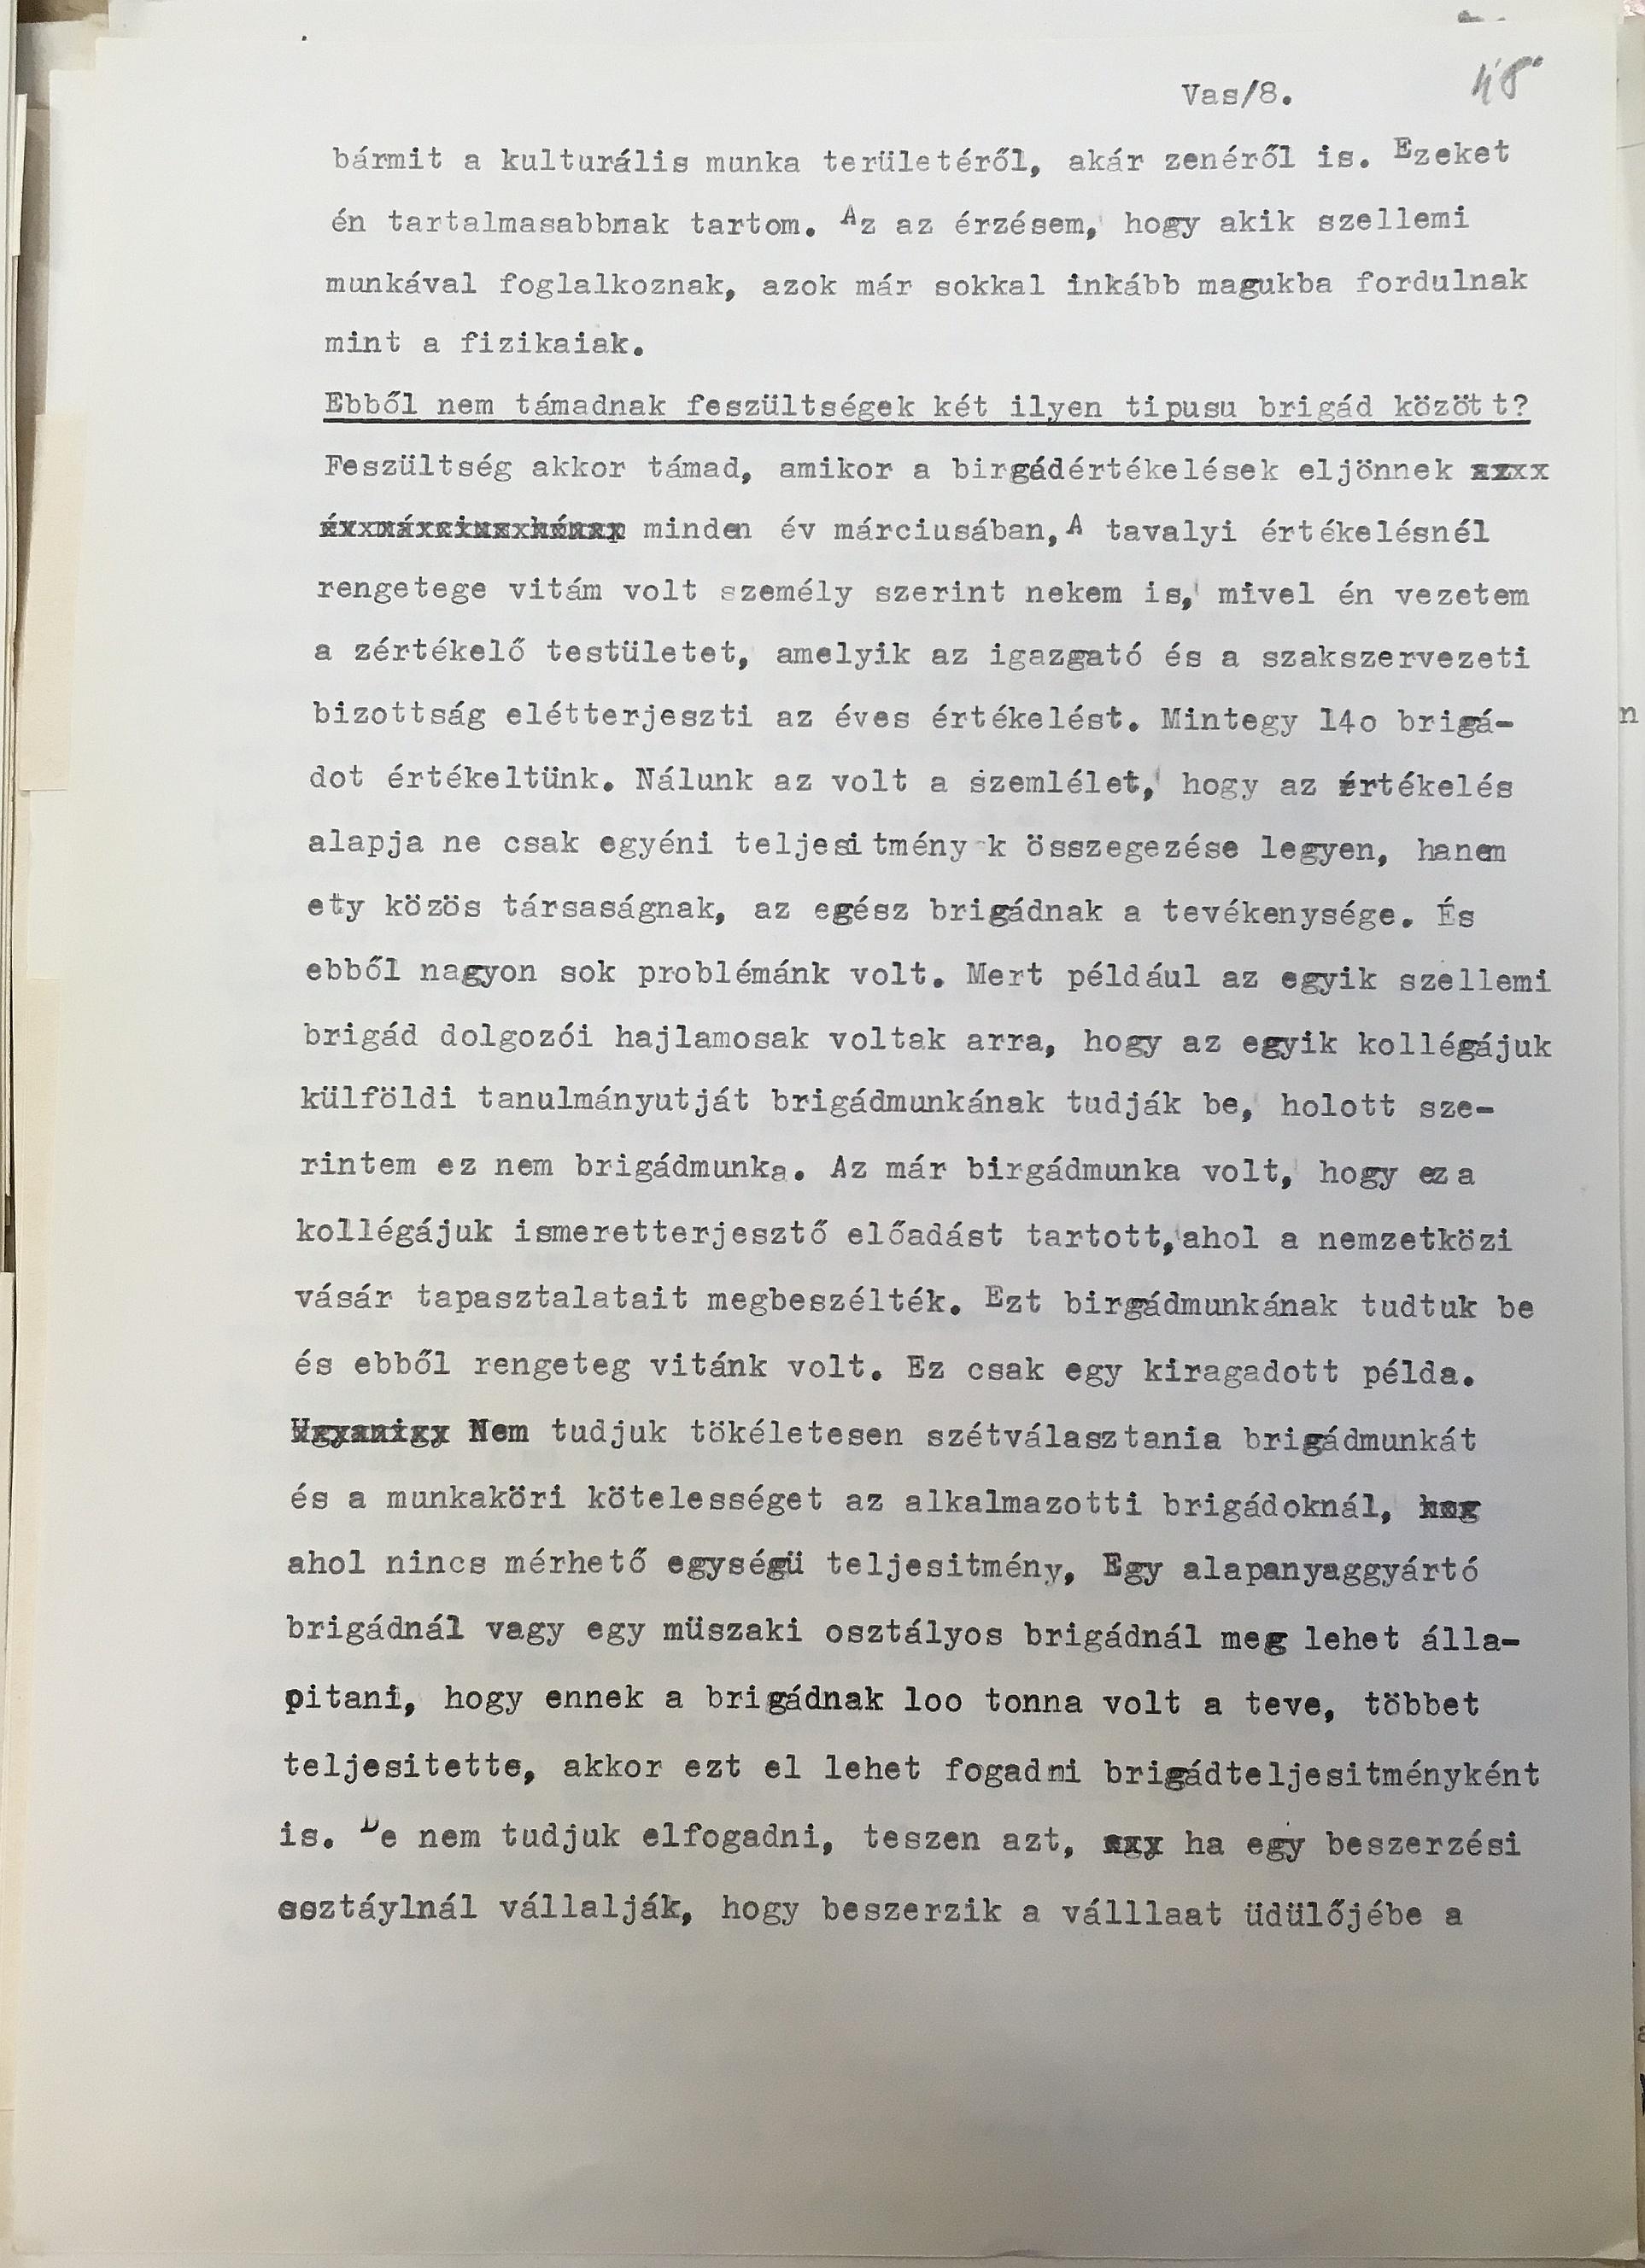 Vas/8.
48
bármit a kulturális munka területéről, akár zenéről is. Ezeket
én tartalmasabbnak tartom. Az az érzésem, hogy akik szellemi
munkával foglalkoznak, azok már sokkal inkább magukba fordulnak
mint a fizikaiak.
Ebből nem támadnak feszültségek két ilyen tipusu brigád között?
Feszültség akkor támad, amikor a birgádértékelések eljönnek
minden év márciusában, A tavalyi értékelésnél
rengetege vitám volt személy szerint nekem is, mivel én vezetem
a zértékelő testületet, amelyik az igazgató és a szakszervezeti
bizottság elétterjeszti az éves értékelést. Mintegy 14o brigá-
dot értékeltünk. Nálunk az volt a szemlélet, hogy az értékelés
alapja ne csak egyéni teljesitmények összegezése legyen, hanem
ety közös társaságnak, az egész brigádnak a tevékenysége. És
ebből nagyon sok problémánk volt. Mert például az egyik szellemi
brigád dolgozói hajlamosak voltak arra, hogy az egyik kollégájuk
külföldi tanulmányutját brigádmunkának tudják be, holott sze-
rintem ez nem brigádmunka. Az már birgádmunka volt, hogy ez a
kollégájuk ismeretterjesztő előadást tartott, ahol a nemzetközi
vásár tapasztalatait megbeszélték. Ezt birgádmunkának tudtuk be
és ebből rengeteg vitánk volt. Ez csak egy kiragadott példa.
Ugyanigy Nem tudjuk tökéletesen szétválasztania brigádmunkát
és a munkaköri kötelességet az alkalmazotti brigádoknál, hog
ahol nincs mérhető egységü teljesitmény, Egy alapanyaggyártó
brigádnál vagy egy müszaki osztályos brigádnál meg lehet álla-
pitani, hogy ennek a brigádnak loo tonna volt a teve, többet
teljesitette, akkor ezt el lehet fogadni brigádteljesitményként
is. De nem tudjuk elfogadni, teszen azt, egy ha egy beszerzési
osztáylnál vállalják, hogy beszerzik a válllaat üdülőjébe a